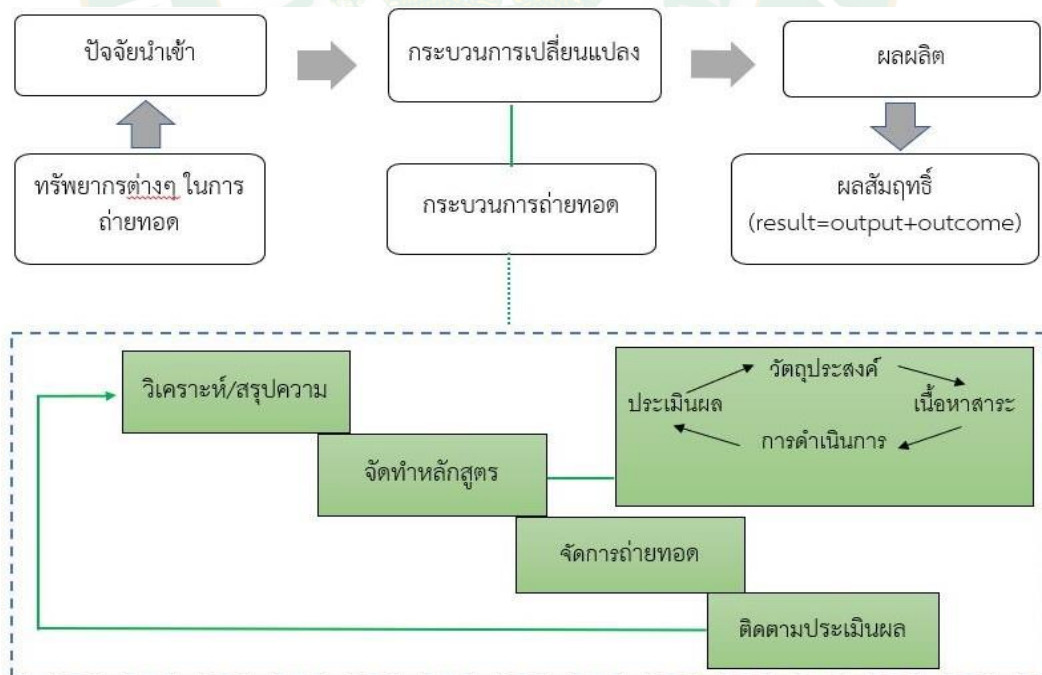 ปัจจัยนำเข้า
กระบวนการเปลี่ยนแปลง
ผลผลิต
ทรัพยากรต่างๆ ในการ
ถ่ายทอด
กระบวนการถ่ายทอด
ผลสัมฤทธิ์
(result=output+outcome)
วิเคราะห์/สรุปความ
จัดทำหลักสูตร
วัตถุประสงค์
ประเมินผล
เนื้อหาสาระ
การดำเนินการ
จัดการถ่ายทอด
ติดตามประเมินผล